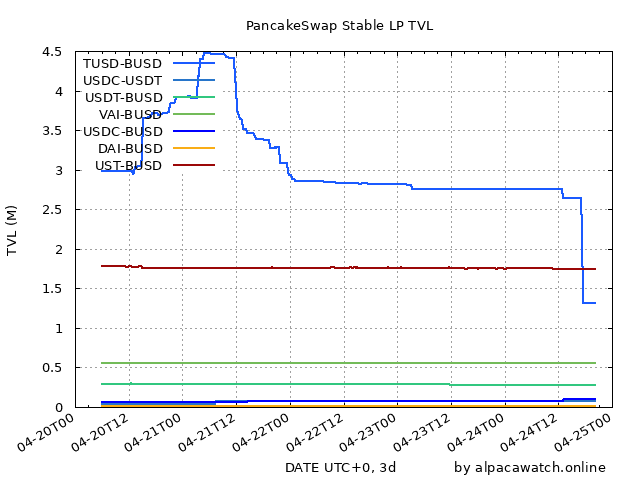 PancakeSwap Stable LP TVL
TVL (M)
4.5
4
3.5
3
2.5
2
1.5
1
0.5
0
TUSD-BUSD
USDC-USDT
USDT-BUSD
VAI-BUSD
USDC-BUSD
DAI-BUSD
UST-BUSD
04-20T00
04-20T12
04-21T00
04-21T12
04-22T00
04-22T12
04-23T00
04-23T12
04-24T00
04-24T12
04-25T00
DATE UTC+0, 3d
by alpacawatch.online